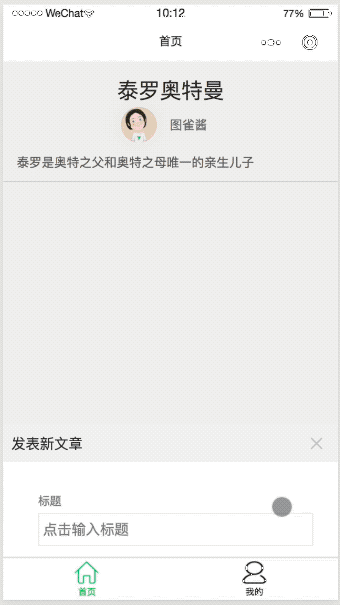 WeChat 10:12 77%
首页
泰罗奥特曼
图雀酱
泰罗是奥特之父和奥特之母唯一的亲生儿子
发表新文章
标题
点击输入标题
首页 我的